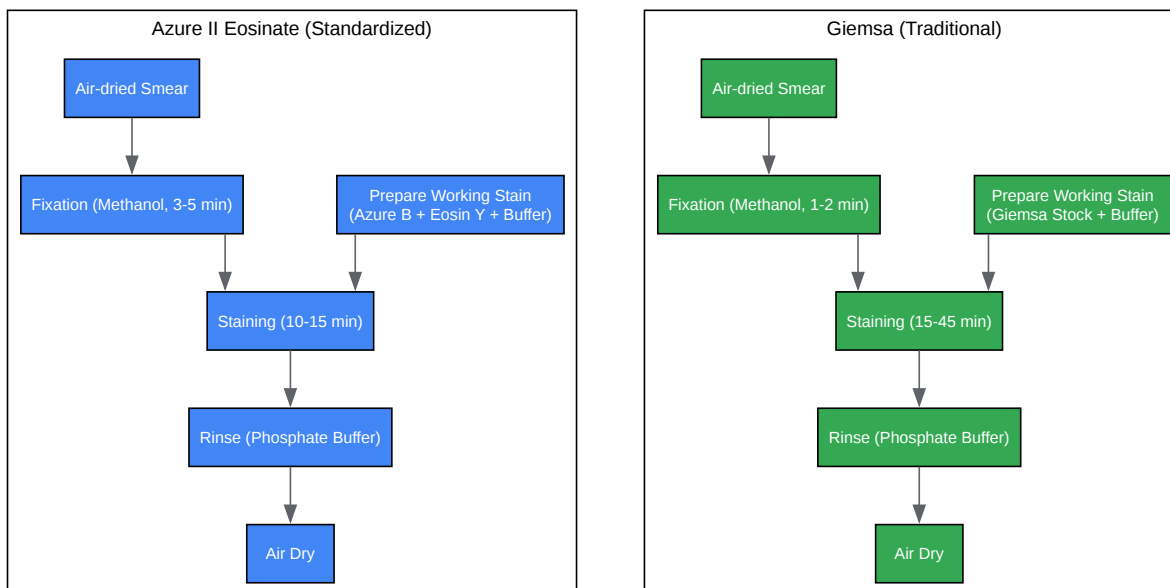 Azure II Eosinate (Standardized)
Air-dried Smear
Fixation (Methanol, 3-5 min)
Prepare Working Stain
(Azure B + Eosin Y + Buffer)
Staining (10-15 min)
Rinse (Phosphate Buffer)
Air Dry
Giemsa (Traditional)
Air-dried Smear
Fixation (Methanol, 1-2 min)
Prepare Working Stain
(Giemsa Stock + Buffer)
Staining (15-45 min)
Rinse (Phosphate Buffer)
Air Dry